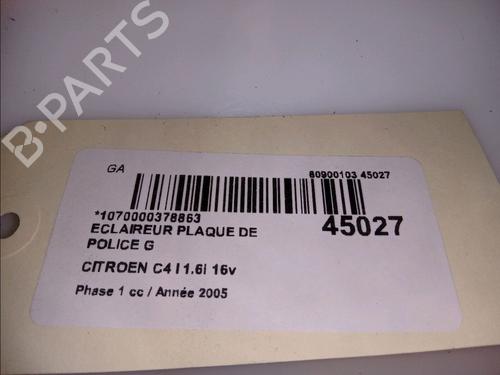 B-PARTS
GA
80900103 45027
*1070000378863
45027
ECLAIREUR PLAQUE DE
POLICE G
CITROEN C4 I 1.6i 16v
Phase 1 cc / Année 2005